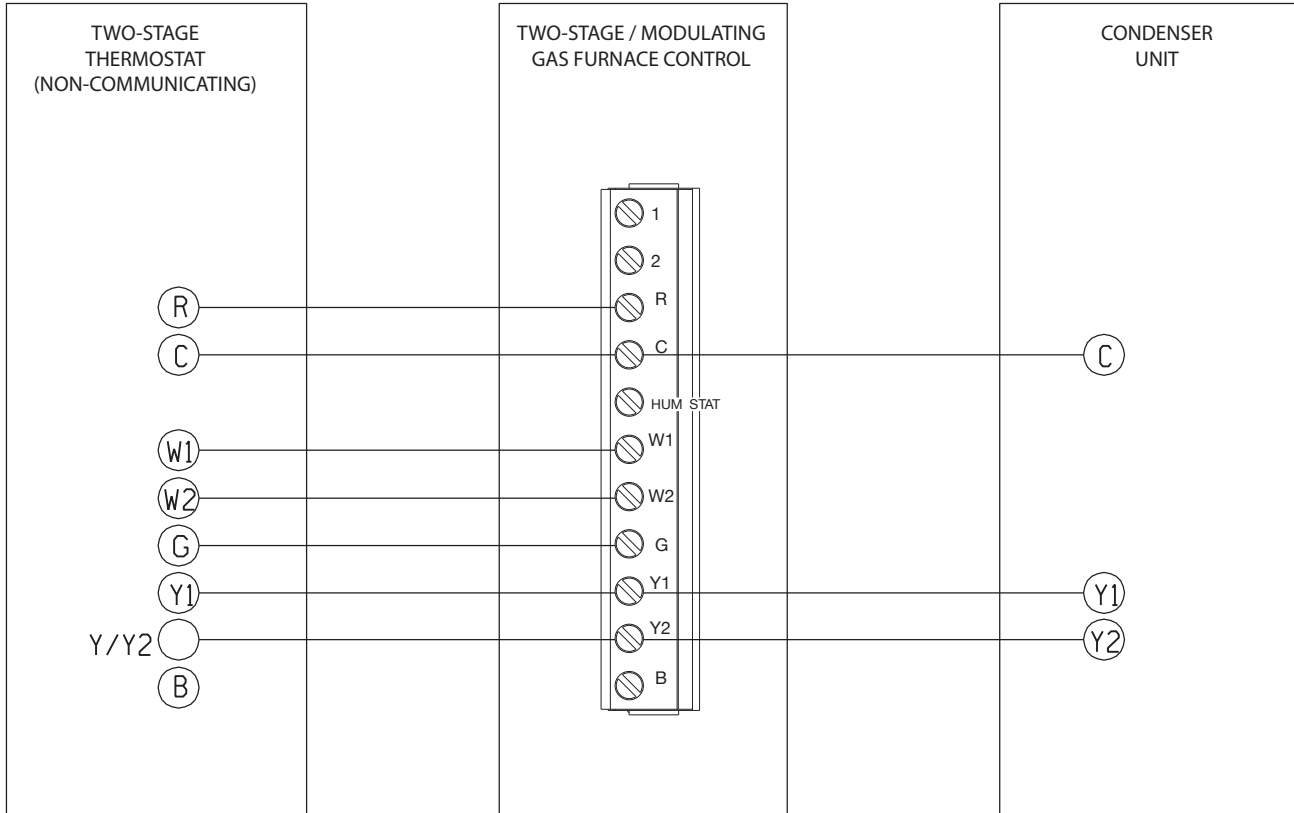 TWO-STAGE
THERMOSTAT
(NON-COMMUNICATING)
TWO-STAGE / MODULATING
GAS FURNACE CONTROL
CONDENSER
UNIT
R
C
W1
W2
G
Y1
Y/Y2
B
1
2
R
C
HUM STAT
W1
W2
G
Y1
Y2
B
C
Y1
Y2